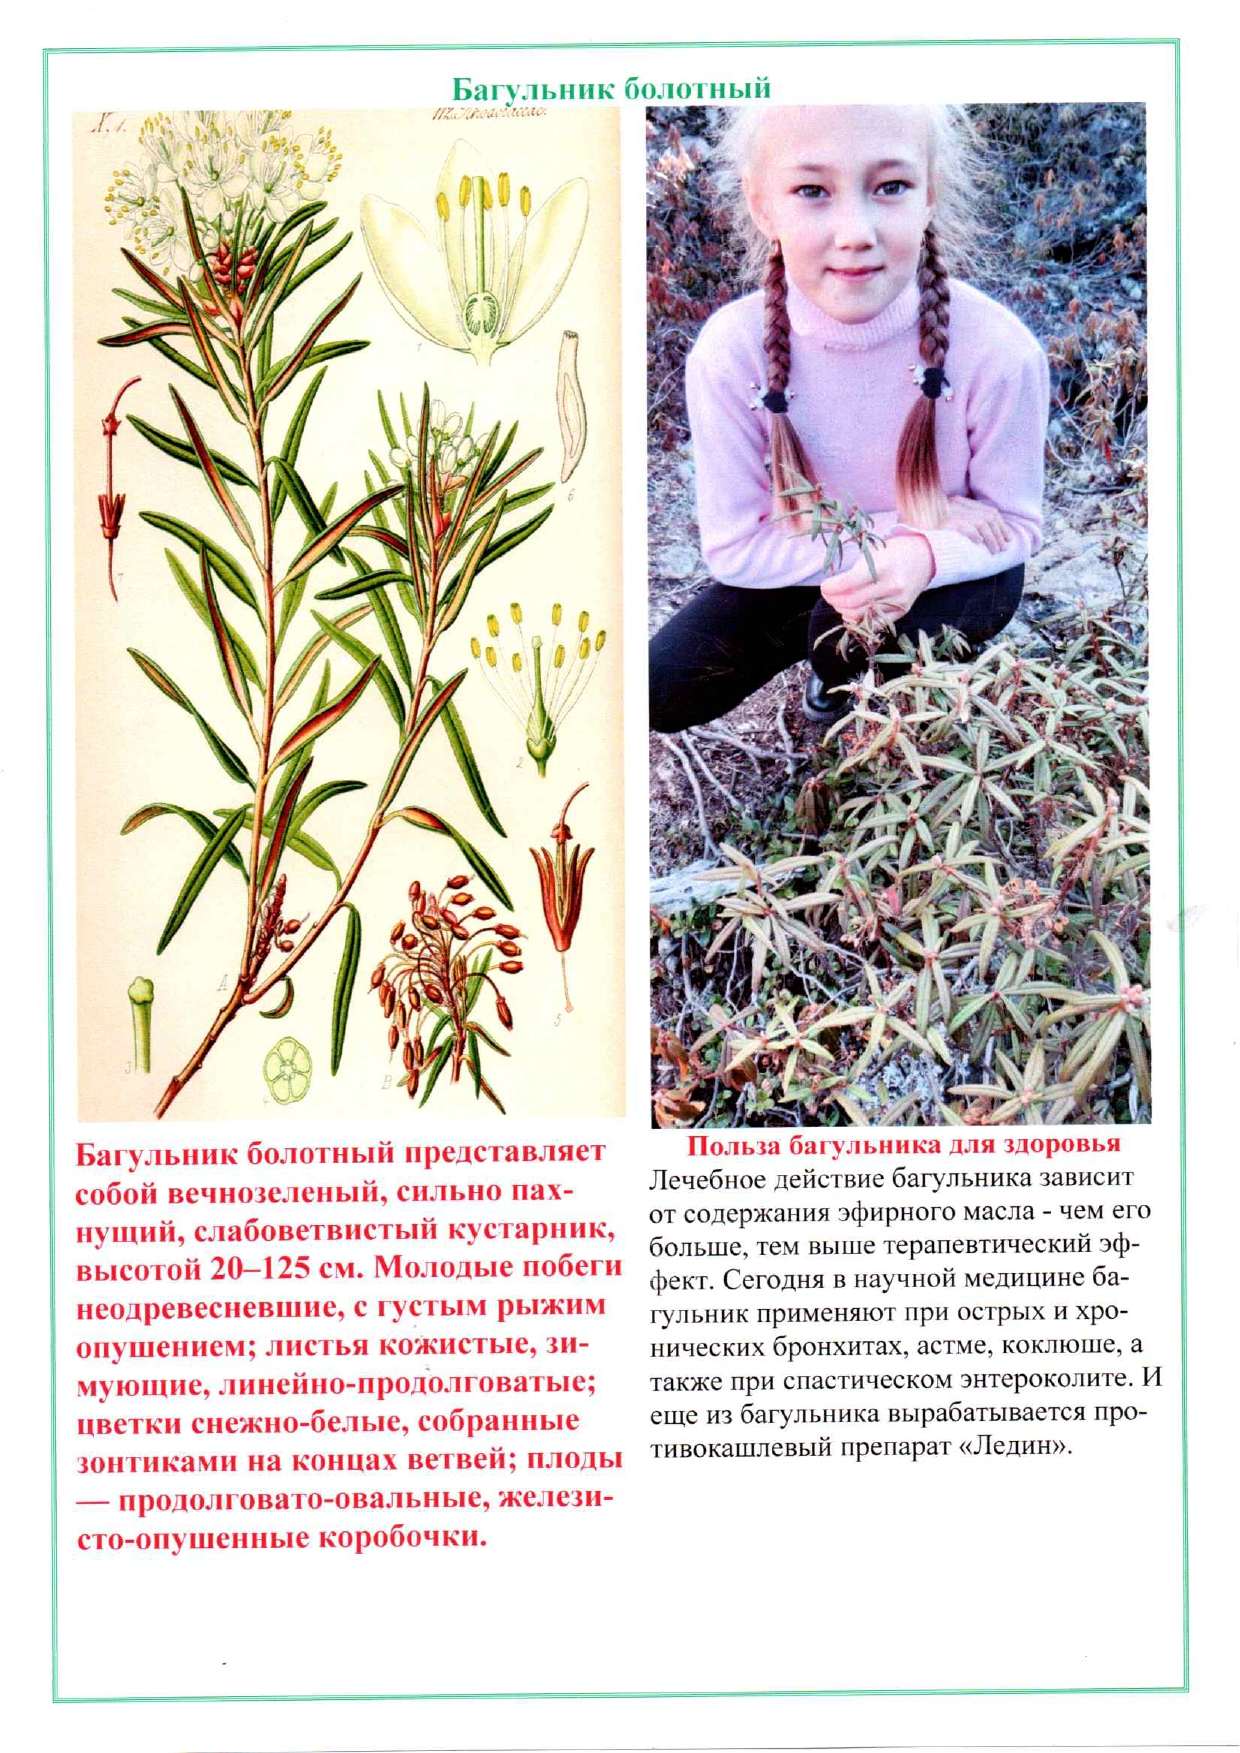 Багульник болотный
Багульник болотный представляет
собой вечнозеленый, сильно пах-
нущий, слабоветвистый кустарник,
высотой 20–125 см. Молодые побеги
неодревесневшие, с густым рыжим
опушением; листья кожистые, зи-
мующие, линейно-продолговатые;
цветки снежно-белые, собранные
зонтиками на концах ветвей; плоды
— продолговато-овальные, желези-
сто-опушенные коробочки.
Польза багульника для здоровья
Лечебное действие багульника зависит
от содержания эфирного масла - чем его
больше, тем выше терапевтический эф-
фект. Сегодня в научной медицине ба-
гульник применяют при острых и хро-
нических бронхитах, астме, коклюше, а
также при спастическом энтероколите. И
еще из багульника вырабатывается про-
тивокашлевый препарат «Ледин».